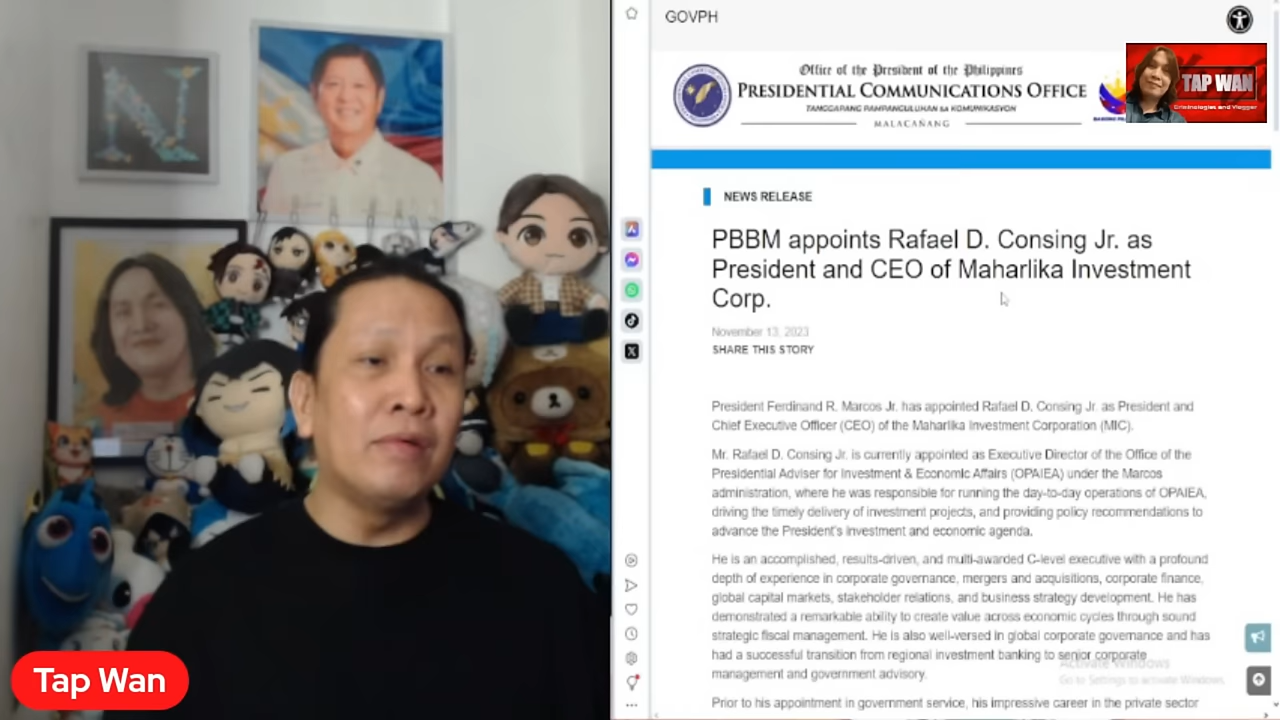 GOVPH
Office of the President of the Philippines
PRESIDENTIAL COMMUNICATIONS OFFICE
TANGGAPANG PAMPANGULUHAN SA KOMUNIKASYON
MALACAÑANG
TAP WAN
Criminologist and Vlogger
NEWS RELEASE
PBBM appoints Rafael D. Consing Jr. as
President and CEO of Maharlika Investment
Corp.
November 13, 2023
SHARE THIS STORY
President Ferdinand R. Marcos Jr. has appointed Rafael D. Consing Jr. as President and
Chief Executive Officer (CEO) of the Maharlika Investment Corporation (MIC).
Mr. Rafael D. Consing Jr. is currently appointed as Executive Director of the Office of the
Presidential Adviser for Investment & Economic Affairs (OPAIEA) under the Marcos
administration, where he was responsible for running the day-to-day operations of OPAIEA,
driving the timely delivery of investment projects, and providing policy recommendations to
advance the President's investment and economic agenda.
He is an accomplished, results-driven, and multi-awarded C-level executive with a profound
depth of experience in corporate governance, mergers and acquisitions, corporate finance,
global capital markets, stakeholder relations, and business strategy development. He has
demonstrated a remarkable ability to create value across economic cycles through sound
strategic fiscal management. He is also well-versed in global corporate governance and has
had a successful transition from regional investment banking to senior corporate
management and government advisory.
Activate Windows
Go to Settings to activate Windows.
Prior to his appointment in government service, his impressive career in the private sector
Tap Wan